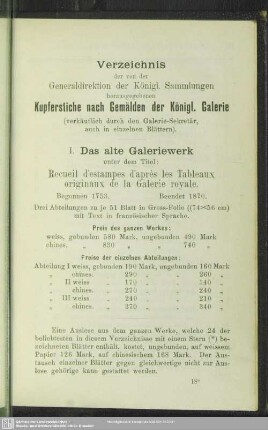 Verzeichnis
der von der
Generaldirektion der Königl. Sammlungen
herausgegebenen
Kupferstiche nach Gemälden der Königl. Galerie
(verkäuflich durch den Galerie-Sekretär,
auch in einzelnen Blättern).
I. Das alte Galeriewerk
unter dem Titel:
Recueil d'estampes d'après les Tableaux
originaux de la Galerie royale.
Begonnen 1753. Beendet 1870.
Drei Abteilungen zu je 51 Blatt in Gross-Folio (74×56 cm)
mit Text in französischer Sprache.
Preis des ganzen Werkes:
weiss, gebunden 580 Mark, ungebunden 490 Mark
chines. „ 830 „ „ 740 „
Preise der einzelnen Abteilungen:
Abteilung I weiss, gebunden 190 Mark, ungebunden 160 Mark
„ chines. „ 290 „ „ 260 „
„ II weiss „ 170 „ „ 140 „
„ chines. „ 270 „ „ 240 „
„ III weiss „ 240 „ „ 210 „
„ chines. „ 370 „ „ 340 „
Eine Auslese aus dem ganzen Werke, welche 24 der
beliebtesten in diesem Verzeichnisse mit einem Stern (*) be-
zeichneten Blätter enthält, kostet, ungebunden, auf weissem
Papier 126 Mark, auf chinesischem 168 Mark. Der Aus-
tausch einzelner Blätter gegen gleichwertige nicht zur Aus-
lese gehörige kann gestattet werden.
18*